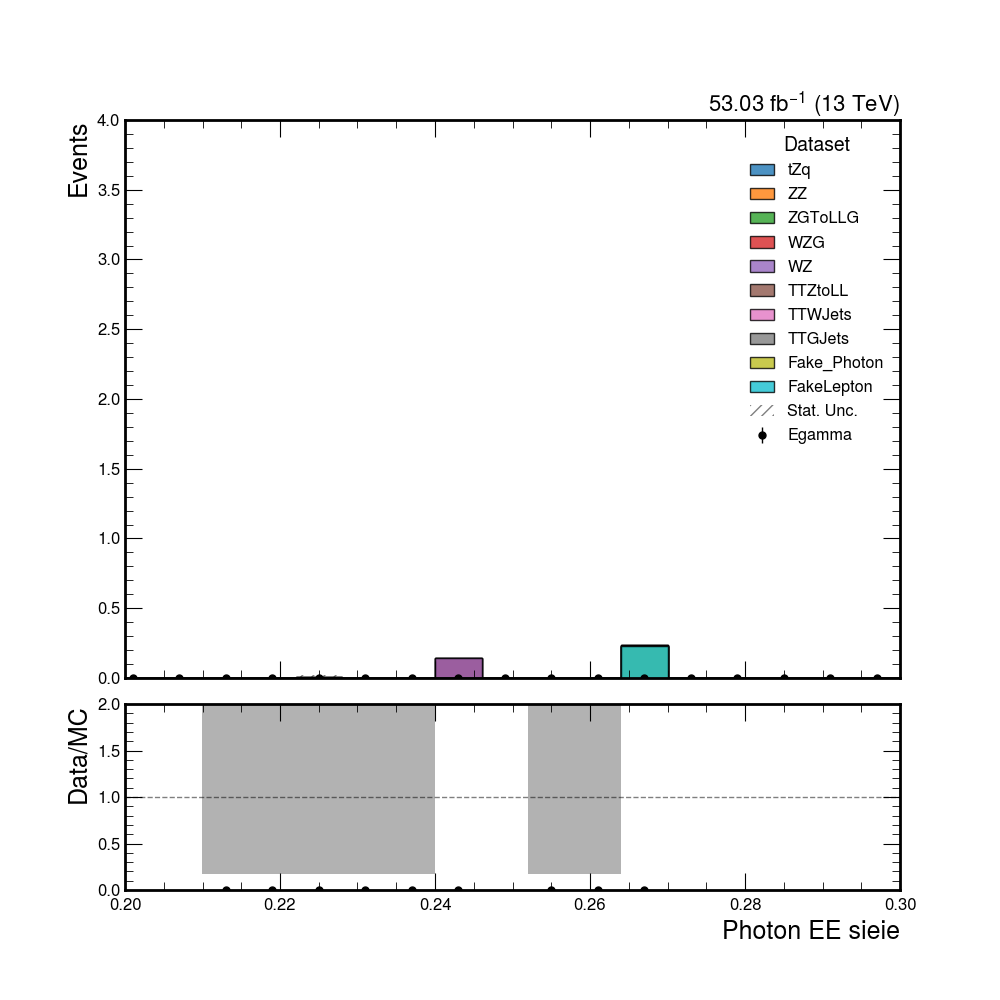 53.03 fb⁻¹ (13 TeV)
Events
4.0
3.5
3.0
2.5
2.0
1.5
1.0
0.5
0.0
Dataset
tZq
ZZ
ZGToLLG
WZG
WZ
TTZtoLL
TTWJets
TTGJets
Fake_Photon
FakeLepton
Stat. Unc.
Egamma
Data/MC
2.0
1.5
1.0
0.5
0.0
0.20 0.22 0.24 0.26 0.28 0.30
Photon EE sieie